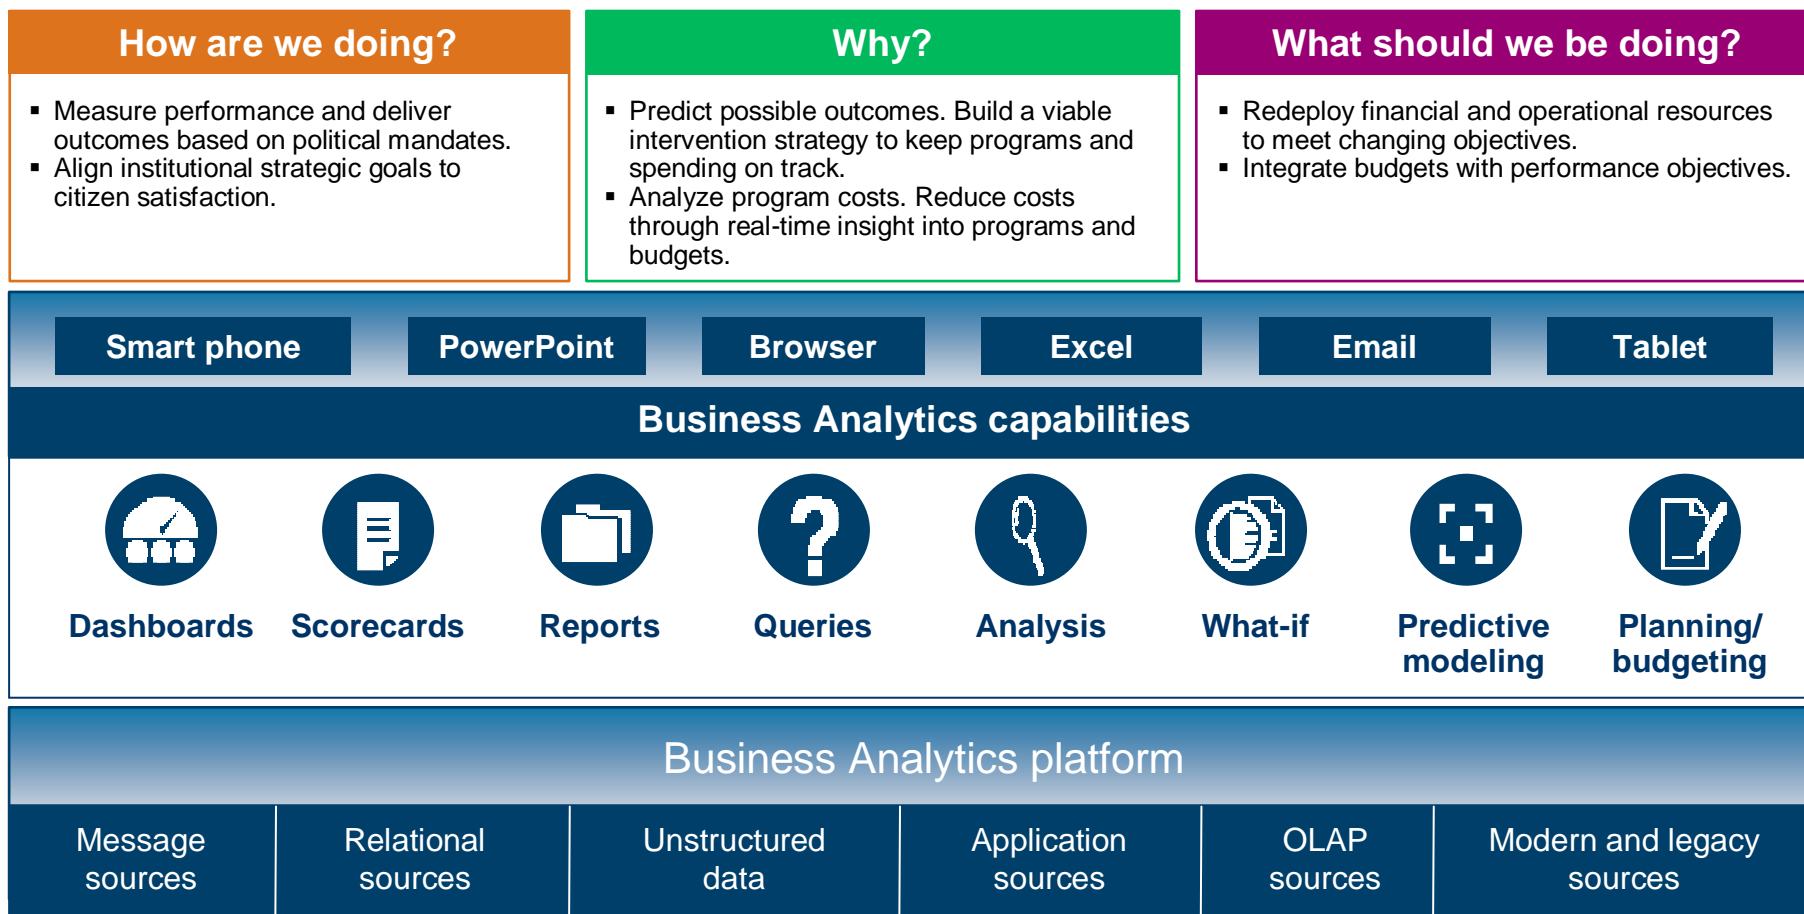 How are we doing?
▪ Measure performance and deliver
outcomes based on political mandates.
▪ Align institutional strategic goals to
citizen satisfaction.
Why?
▪ Predict possible outcomes. Build a viable
intervention strategy to keep programs and
spending on track.
▪ Analyze program costs. Reduce costs
through real-time insight into programs and
budgets.
What should we be doing?
▪ Redeploy financial and operational resources
to meet changing objectives.
▪ Integrate budgets with performance objectives.
Smart phone
PowerPoint
Browser
Excel
Email
Tablet
Business Analytics capabilities
Dashboards
Scorecards
Reports
Queries
Analysis
What-if
Predictive
modeling
Planning/
budgeting
Business Analytics platform
Message
sources
Relational
sources
Unstructured
data
Application
sources
OLAP
sources
Modern and legacy
sources